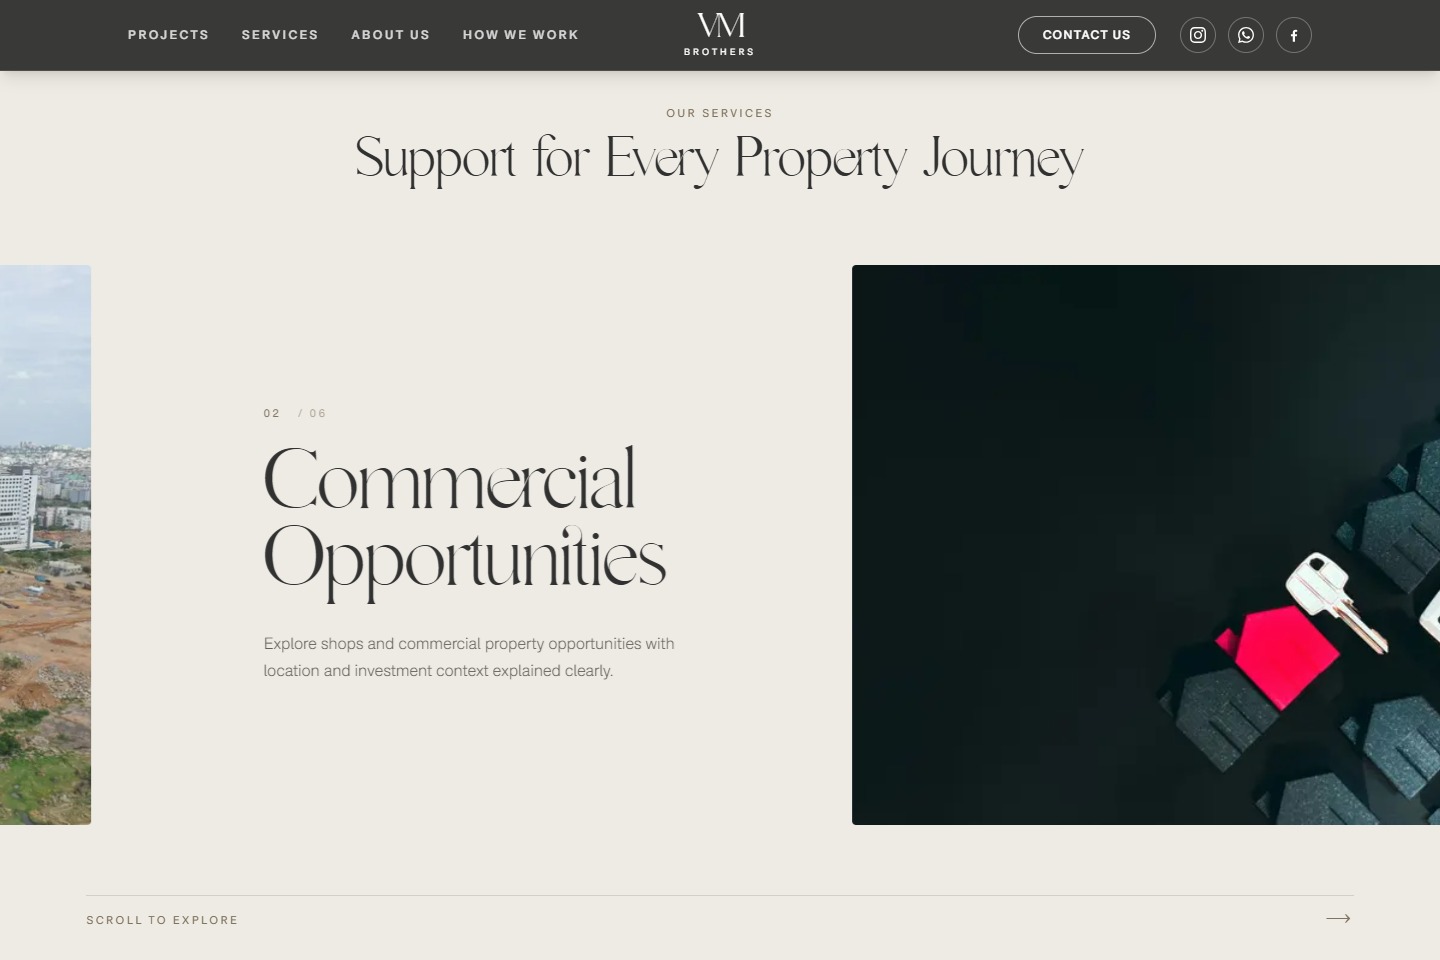 PROJECTS
SERVICES
ABOUT US
HOW WE WORK
VM
BROTHERS
CONTACT US
OUR SERVICES
Support for Every Property Journey
02 / 06
Commercial
Opportunities
Explore shops and commercial property opportunities with
location and investment context explained clearly.
SCROLL TO EXPLORE